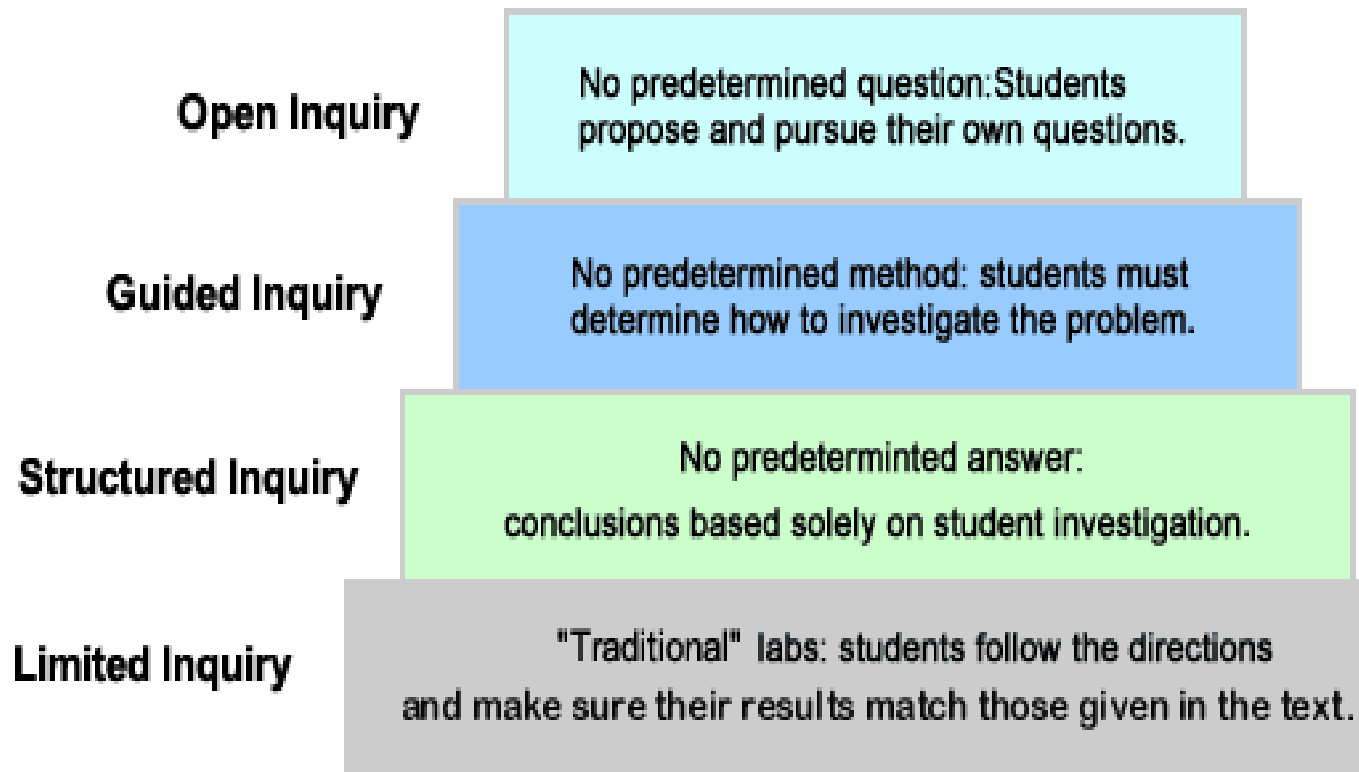 Open Inquiry
No predetermined question:Students
propose and pursue their own questions.
Guided Inquiry
No predetermined method: students must
determine how to investigate the problem.
Structured Inquiry
No predeterminted answer:
conclusions based solely on student investigation.
Limited Inquiry
"Traditional" labs: students follow the directions
and make sure their results match those given in the text.